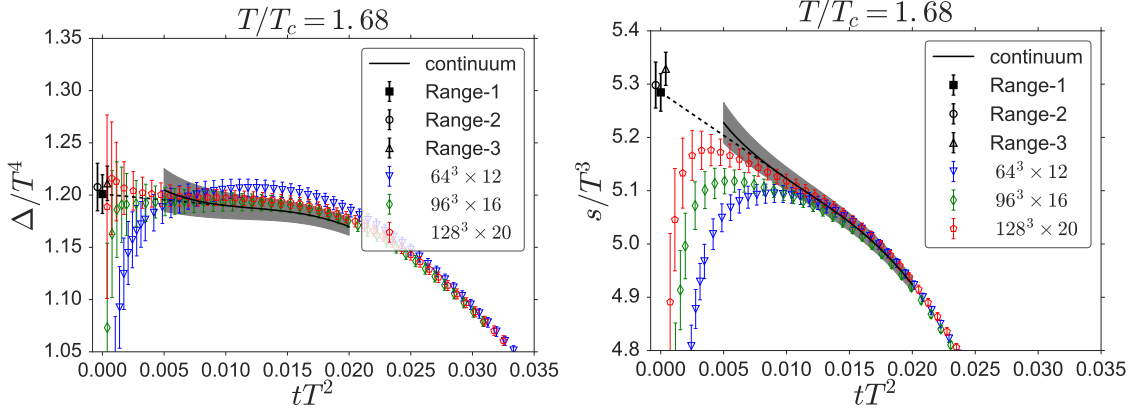 T/T_c = 1.68
Δ/T^4
1.35
1.30
1.25
1.20
1.15
1.10
1.05
continuum
Range-1
Range-2
Range-3
64^3 × 12
96^3 × 16
128^3 × 20
0.000 0.005 0.010 0.015 0.020 0.025 0.030 0.035
tT^2
T/T_c = 1.68
s/T^3
5.4
5.3
5.2
5.1
5.0
4.9
4.8
continuum
Range-1
Range-2
Range-3
64^3 × 12
96^3 × 16
128^3 × 20
0.000 0.005 0.010 0.015 0.020 0.025 0.030 0.035
tT^2